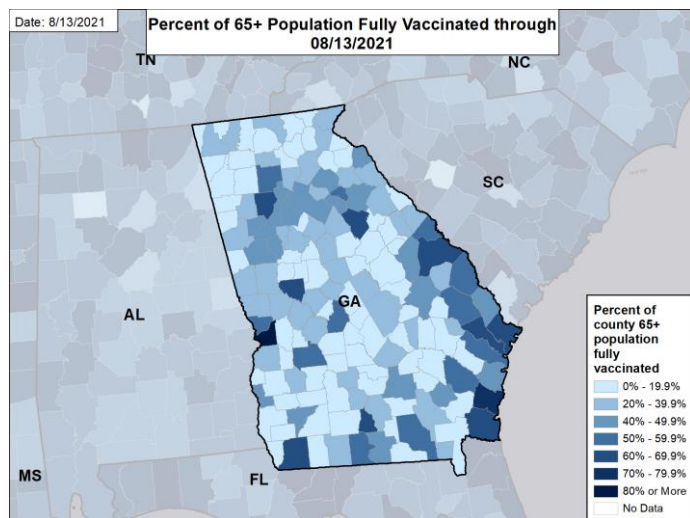 Date: 8/13/2021
Percent of 65+ Population Fully Vaccinated through
08/13/2021
TN
NC
SC
AL
GA
MS
FL
Percent of
county 65+
population
fully
vaccinated
0% - 19.9%
20% - 39.9%
40% - 49.9%
50% - 59.9%
60% - 69.9%
70% - 79.9%
80% or More
No Data